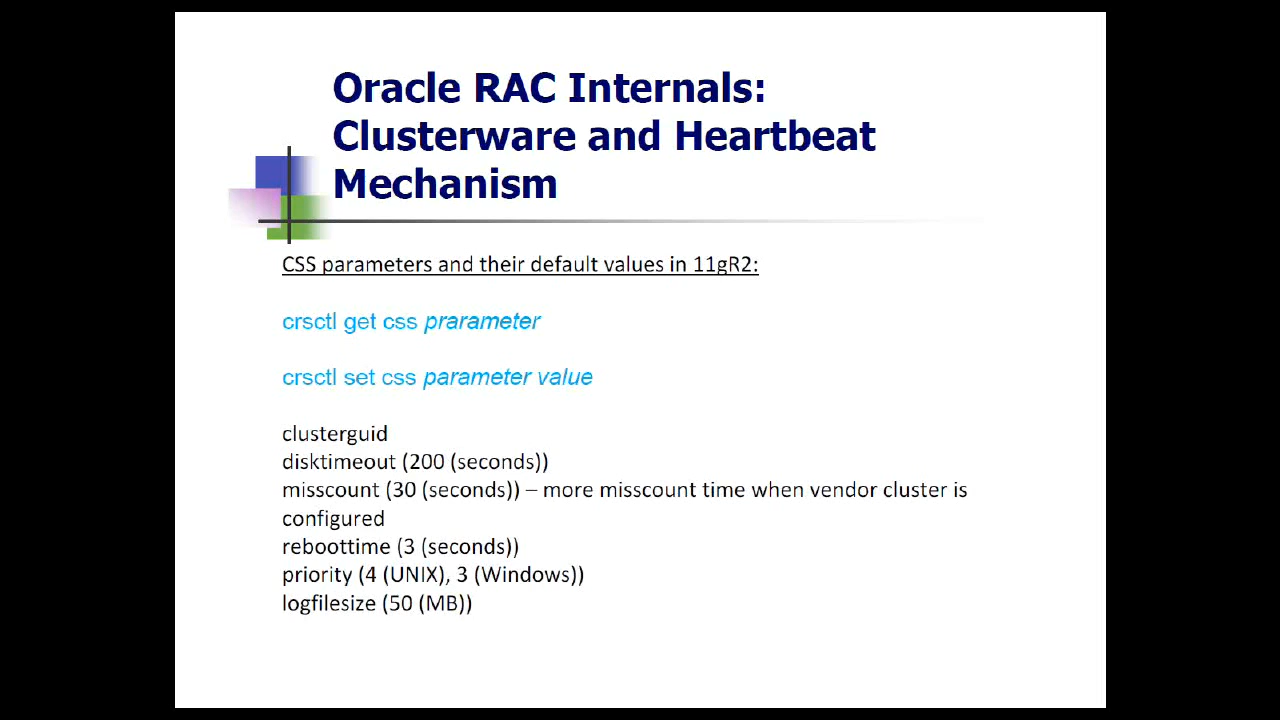 Oracle RAC Internals:
Clusterware and Heartbeat
Mechanism
CSS parameters and their default values in 11gR2:
crsctl get css prarameter
crsctl set css parameter value
clusterguid
disktimeout (200 (seconds))
misscount (30 (seconds)) – more misscount time when vendor cluster is
configured
reboottime (3 (seconds))
priority (4 (UNIX), 3 (Windows))
logfilesize (50 (MB))